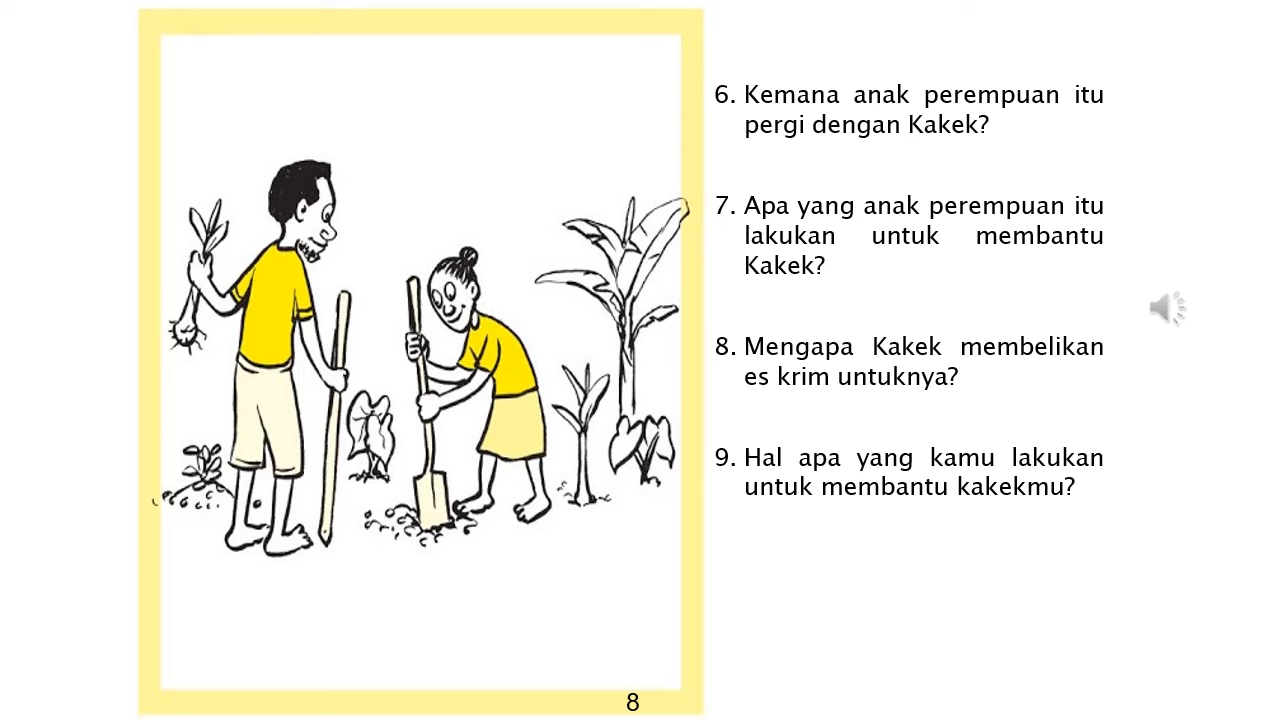 6. Kemana anak perempuan itu
pergi dengan Kakek?
7. Apa yang anak perempuan itu
lakukan untuk membantu
Kakek?
8. Mengapa Kakek membelikan
es krim untuknya?
9. Hal apa yang kamu lakukan
untuk membantu kakekmu?
8